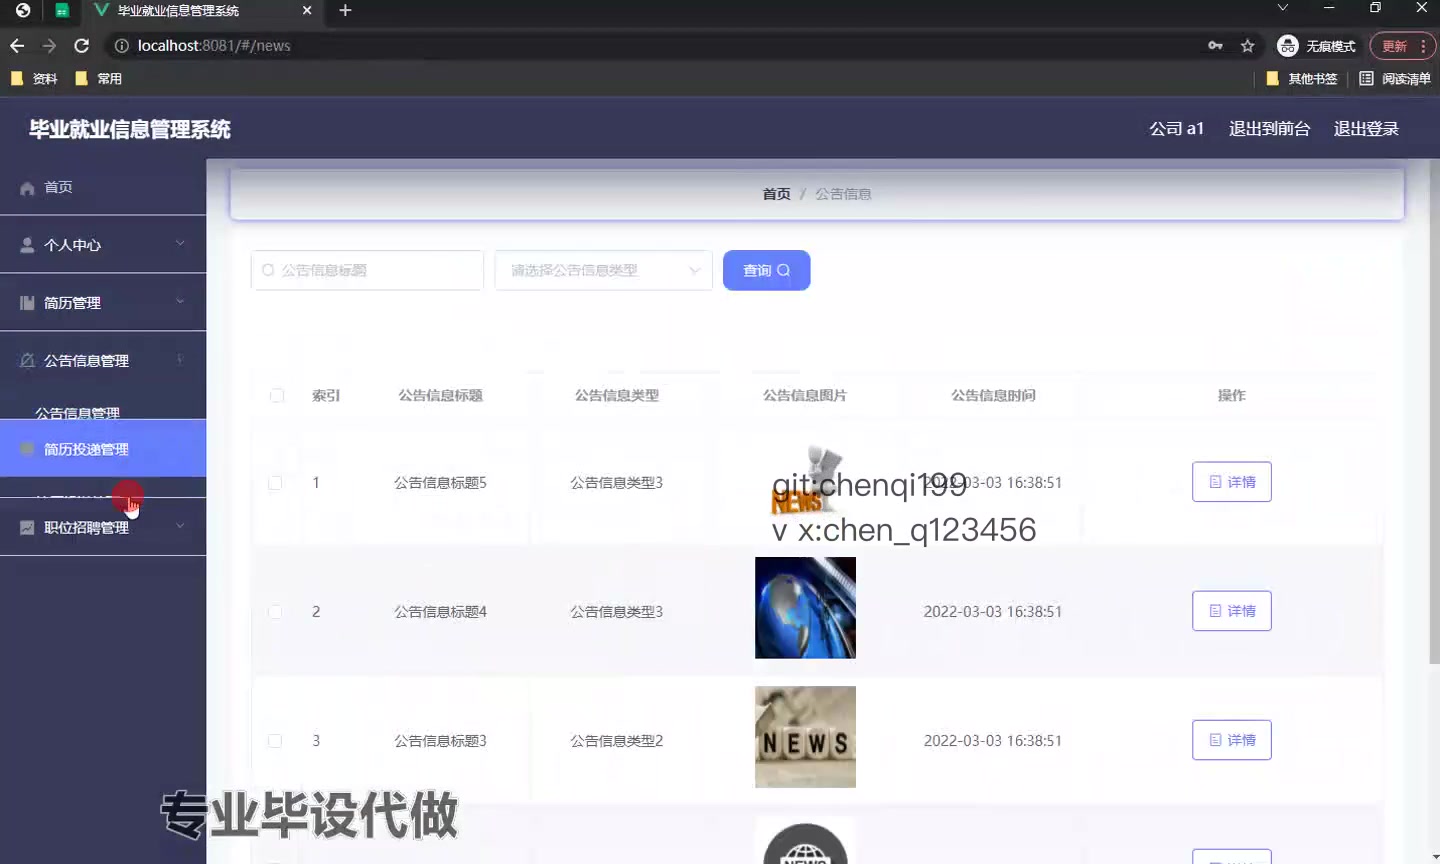 毕业就业信息管理系统
localhost:8081/#/news
无痕模式
更新
资料
常用
其他书签
阅读清单
毕业就业信息管理系统
公司 a1
退出到前台
退出登录
首页
个人中心
简历管理
公告信息管理
公告信息管理
简历投递管理
职位招聘管理
首页 / 公告信息
公告信息标题
请选择公告信息类型
查询
索引 公告信息标题 公告信息类型 公告信息图片 公告信息时间 操作
1 公告信息标题5 公告信息类型3 NEWS 2022-03-03 16:38:51 详情
git:chenqi199
v x:chen_q123456
2 公告信息标题4 公告信息类型3 2022-03-03 16:38:51 详情
3 公告信息标题3 公告信息类型2 NEWS 2022-03-03 16:38:51 详情
专业毕设代做
NEWS